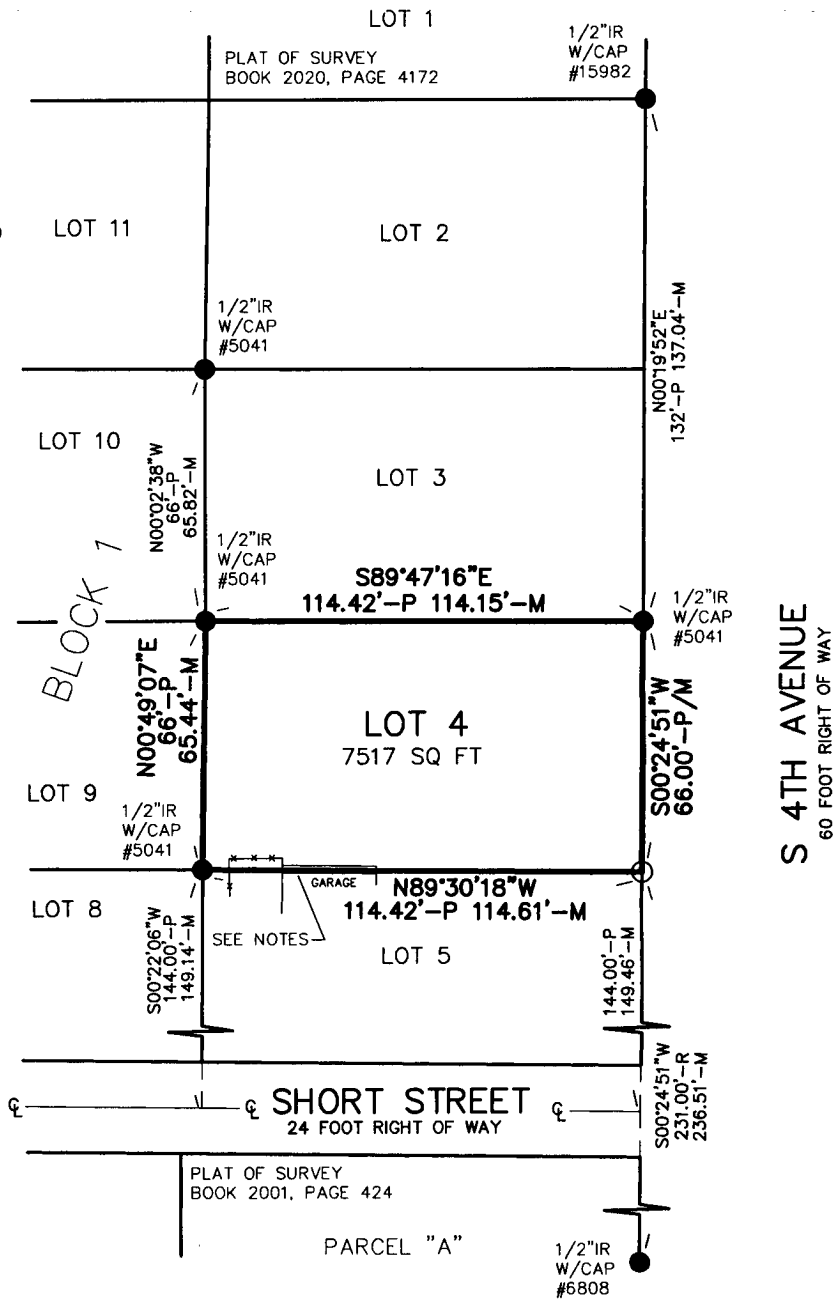 LOT 1
PLAT OF SURVEY
BOOK 2020, PAGE 4172
1/2"IR
W/CAP
#15982
LOT 11
LOT 2
1/2"IR
W/CAP
#5041
N00°19'52"E
132'-P 137.04'-M
LOT 10
N00°02'38"W
66'-P
65.82'-M
LOT 3
BLOCK 1
1/2"IR
W/CAP
#5041
S89°47'16"E
114.42'-P 114.15'-M
1/2"IR
W/CAP
#5041
N00°49'07"E
66'-P
65.44'-M
LOT 4
7517 SQ FT
S00°24'51"W
66.00'-P/M
S 4TH AVENUE
60 FOOT RIGHT OF WAY
LOT 9
1/2"IR
W/CAP
#5041
GARAGE
N89°30'18"W
114.42'-P 114.61'-M
LOT 8
SEE NOTES
LOT 5
S00°22'06"W
144.00'-P
149.14'-M
144.00'-P
149.46'-M
SHORT STREET
24 FOOT RIGHT OF WAY
S00°24'51"W
231.00'-R
236.51'-M
PLAT OF SURVEY
BOOK 2001, PAGE 424
PARCEL "A"
1/2"IR
W/CAP
#6808